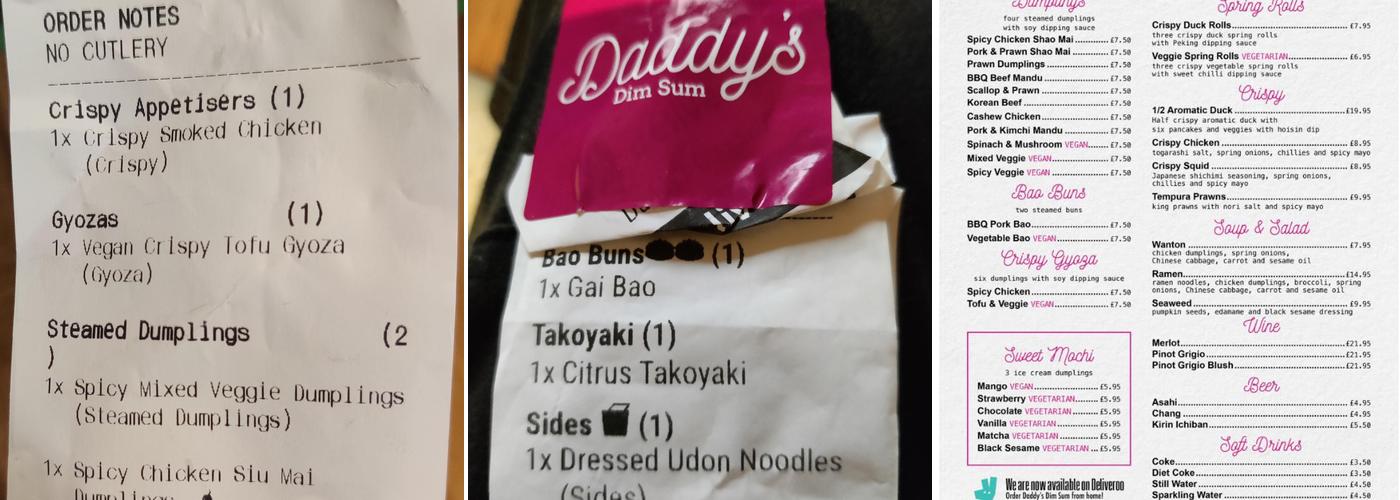 ORDER NOTES
NO CUTLERY
Crispy Appetisers (1)
1x Crispy Smoked Chicken
(Crispy)
Gyozas (1)
1x Vegan Crispy Tofu Gyoza
(Gyoza)
Steamed Dumplings (2
)
1x Spicy Mixed Veggie Dumplings
(Steamed Dumplings)
1x Spicy Chicken Siu Mai
Dumplings
Daddy's
Dim Sum
Bao Buns (1)
1x Gai Bao
Takoyaki (1)
1x Citrus Takoyaki
Sides (1)
1x Dressed Udon Noodles
(Sides)
Dumplings
four steamed dumplings
with soy dipping sauce
Spicy Chicken Shao Mai £7.50
Pork & Prawn Shao Mai £7.50
Prawn Dumplings £7.50
BBQ Beef Mandu £7.50
Scallop & Prawn £7.50
Korean Beef £7.50
Cashew Chicken £7.50
Pork & Kimchi Mandu £7.50
Spinach & Mushroom VEGAN £7.50
Mixed Veggie VEGAN £7.50
Spicy Veggie VEGAN £7.50
Bao Buns
two steamed buns
BBQ Pork Bao £7.50
Vegetable Bao VEGAN £7.50
Crispy Gyoza
six dumplings with soy dipping sauce
Spicy Chicken £7.50
Tofu & Veggie VEGAN £7.50
Sweet Mochi
3 ice cream dumplings
Mango VEGAN £5.95
Strawberry VEGETARIAN £5.95
Chocolate VEGETARIAN £5.95
Vanilla VEGETARIAN £5.95
Matcha VEGETARIAN £5.95
Black Sesame VEGETARIAN £5.95
We are now available on Deliveroo
Order Daddy's Dim Sum from home!
Spring Rolls
Crispy Duck Rolls £7.95
three crispy duck spring rolls
with Peking dipping sauce
Veggie Spring Rolls VEGETARIAN £6.95
three crispy vegetable spring rolls
with sweet chilli dipping sauce
Crispy
1/2 Aromatic Duck £19.95
Half crispy aromatic duck with
six pancakes and veggies with hoisin dip
Crispy Chicken £8.95
togarashi salt, spring onions, chillies and spicy mayo
Crispy Squid £8.95
Japanese shichimi seasoning, spring onions,
chillies and spicy mayo
Tempura Prawns £9.95
king prawns with nori salt and spicy mayo
Soup & Salad
Wanton £7.95
chicken dumplings, spring onions,
Chinese cabbage, carrot and sesame oil
Ramen £14.95
ramen noodles, chicken dumplings, broccoli, spring
onions, Chinese cabbage, carrot and sesame oil
Seaweed £9.95
pumpkin seeds, edamame and black sesame dressing
Wine
Merlot £21.95
Pinot Grigio £21.95
Pinot Grigio Blush £21.95
Beer
Asahi £4.95
Chang £4.95
Kirin Ichiban £5.50
Soft Drinks
Coke £3.50
Diet Coke £3.50
Still Water £4.50
Sparkling Water £4.50